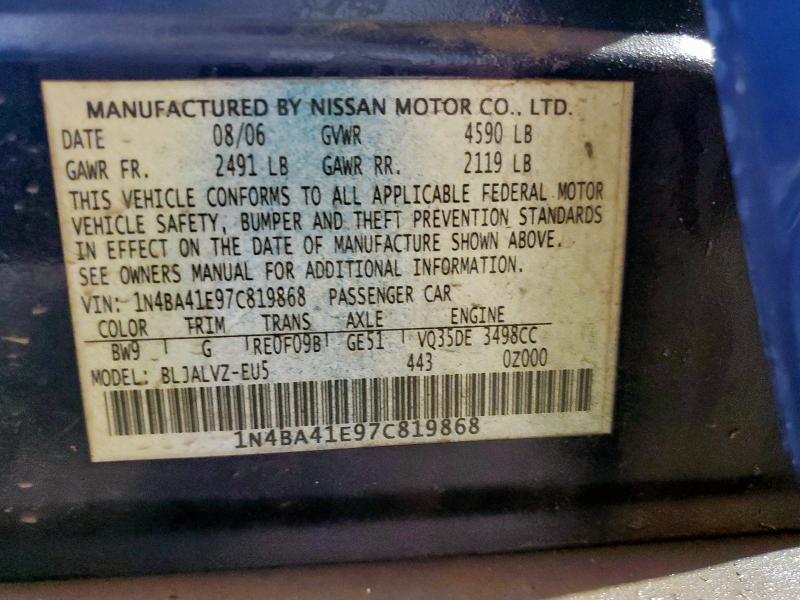 MANUFACTURED BY NISSAN MOTOR CO., LTD.
DATE 08/06 GVWR 4590 LB
GAWR FR. 2491 LB GAWR RR. 2119 LB
THIS VEHICLE CONFORMS TO ALL APPLICABLE FEDERAL MOTOR
VEHICLE SAFETY, BUMPER AND THEFT PREVENTION STANDARDS
IN EFFECT ON THE DATE OF MANUFACTURE SHOWN ABOVE.
SEE OWNERS MANUAL FOR ADDITIONAL INFORMATION.
VIN: 1N4BA41E97C819868 PASSENGER CAR
COLOR TRIM TRANS AXLE ENGINE
BW9 G RE0F09B GE51 VQ35DE 3498CC
MODEL: BLJALVZ-EU5 443 0Z000
1N4BA41E97C819868